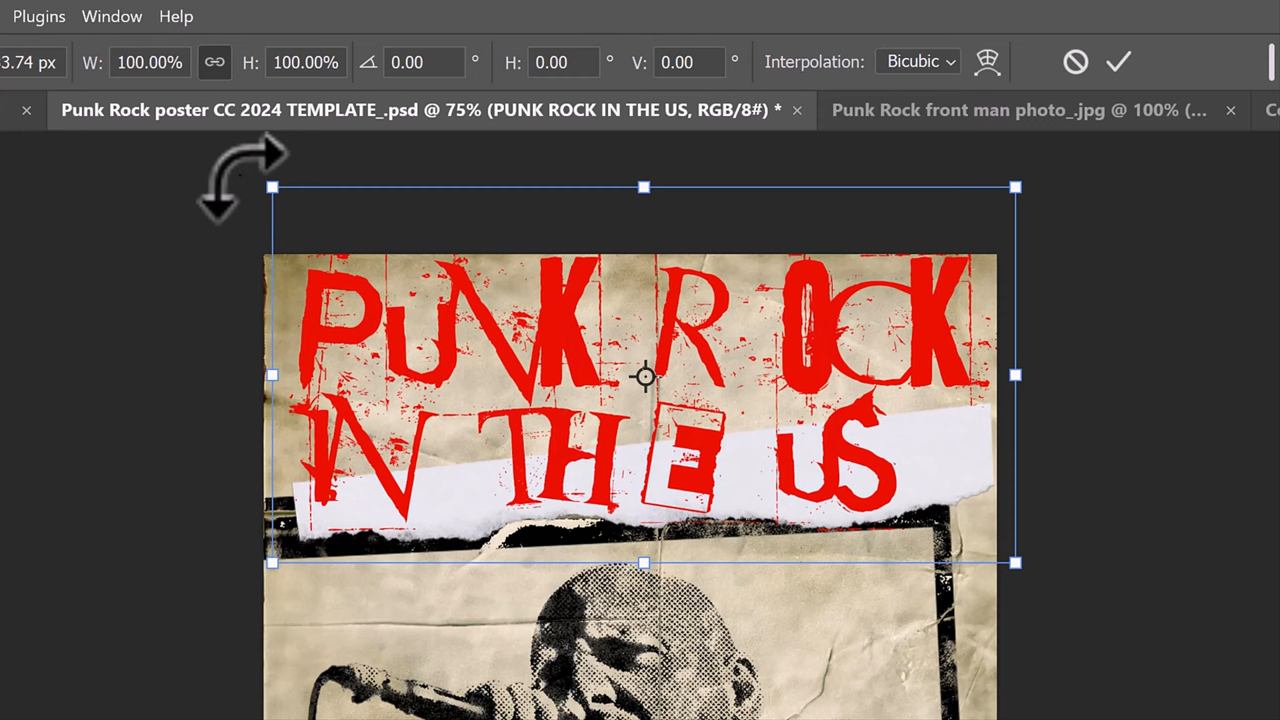 Plugins Window Help
3.74 px W: 100.00% H: 100.00% 0.00 ° H: 0.00 ° V: 0.00 ° Interpolation: Bicubic
× Punk Rock poster CC 2024 TEMPLATE_.psd @ 75% (PUNK ROCK IN THE US, RGB/8#) * × Punk Rock front man photo_.jpg @ 100% (... ×
PUNK ROCK
IN THE US